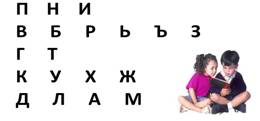 П Н И
В Б Р Ь Ъ З
Г Т
К У Х Ж
Д Л А М